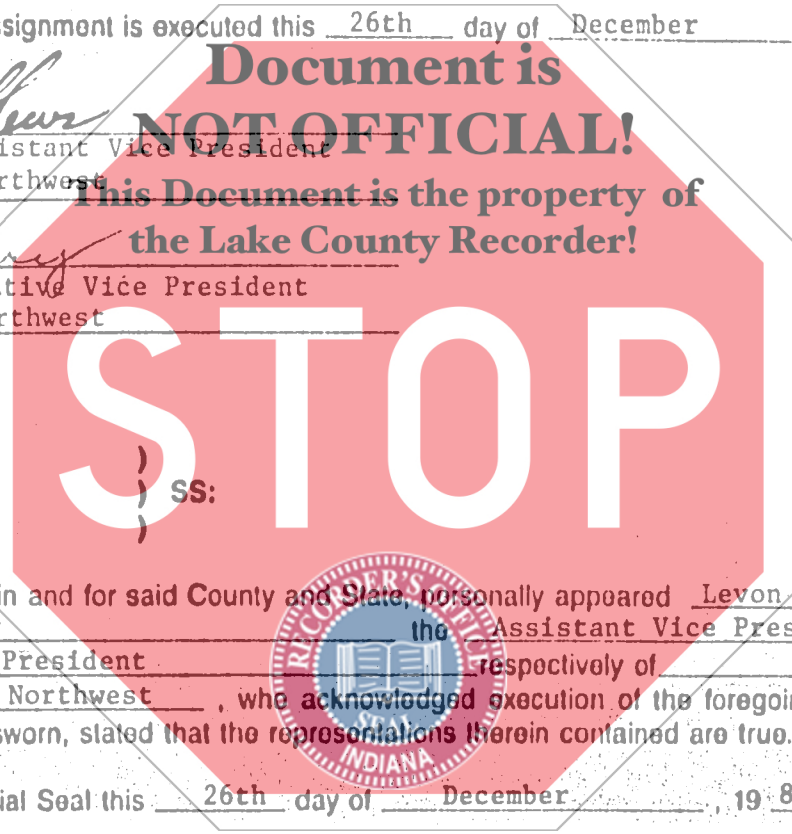 ssignment is executed this 26th day of December
Document is
NOT OFFICIAL!
istant Vice President
rthwest
This Document is the property of
the Lake County Recorder!
tive Vice President
rthwest
STOP
)
) SS:
)
in and for said County and State, personally appeared Levon
the Assistant Vice Pres
President respectively of
Northwest , who acknowledged execution of the foregoi
sworn, stated that the representations therein contained are true.
RECORDER'S OFFICE
SEAL
INDIANA
ial Seal this 26th day of December , 19 8